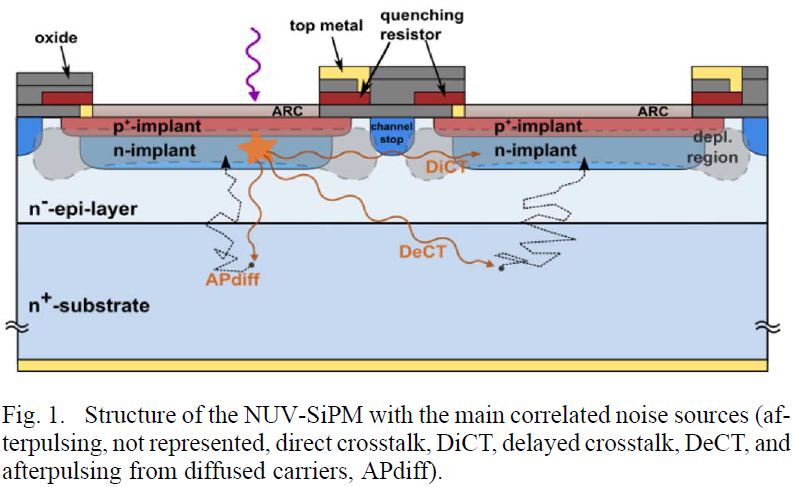 quenching
top metal
resistor
oxide
ARC
ARC
p⁺-implant
channel
stop
p⁺-implant
n-implant
n-implant
depl.
region
DiCT
n⁻-epi-layer
DeCT
APdiff
n⁺-substrate
Fig. 1. Structure of the NUV-SiPM with the main correlated noise sources (af-
terpulsing, not represented, direct crosstalk, DiCT, delayed crosstalk, DeCT, and
afterpulsing from diffused carriers, APdiff).